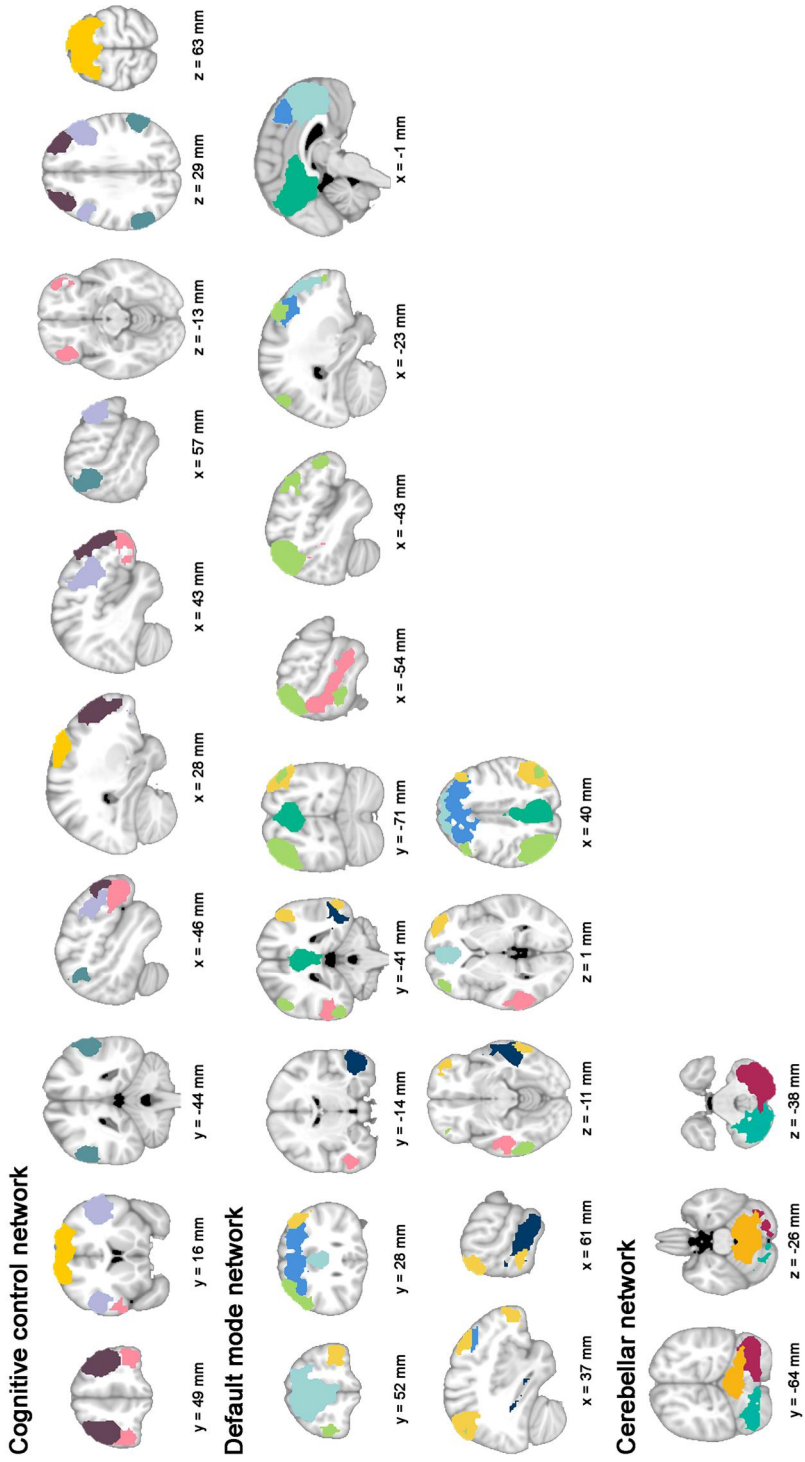 Cognitive control network
y = 49 mm
y = 16 mm
y = -44 mm
x = -46 mm
x = 28 mm
x = 43 mm
x = 57 mm
z = -13 mm
z = 29 mm
z = 63 mm
Default mode network
y = 52 mm
y = 28 mm
y = -14 mm
y = -41 mm
y = -71 mm
x = -54 mm
x = -43 mm
x = -23 mm
x = -1 mm
x = 37 mm
x = 61 mm
z = -11 mm
z = 1 mm
x = 40 mm
Cerebellar network
y = -64 mm
z = -26 mm
z = -38 mm